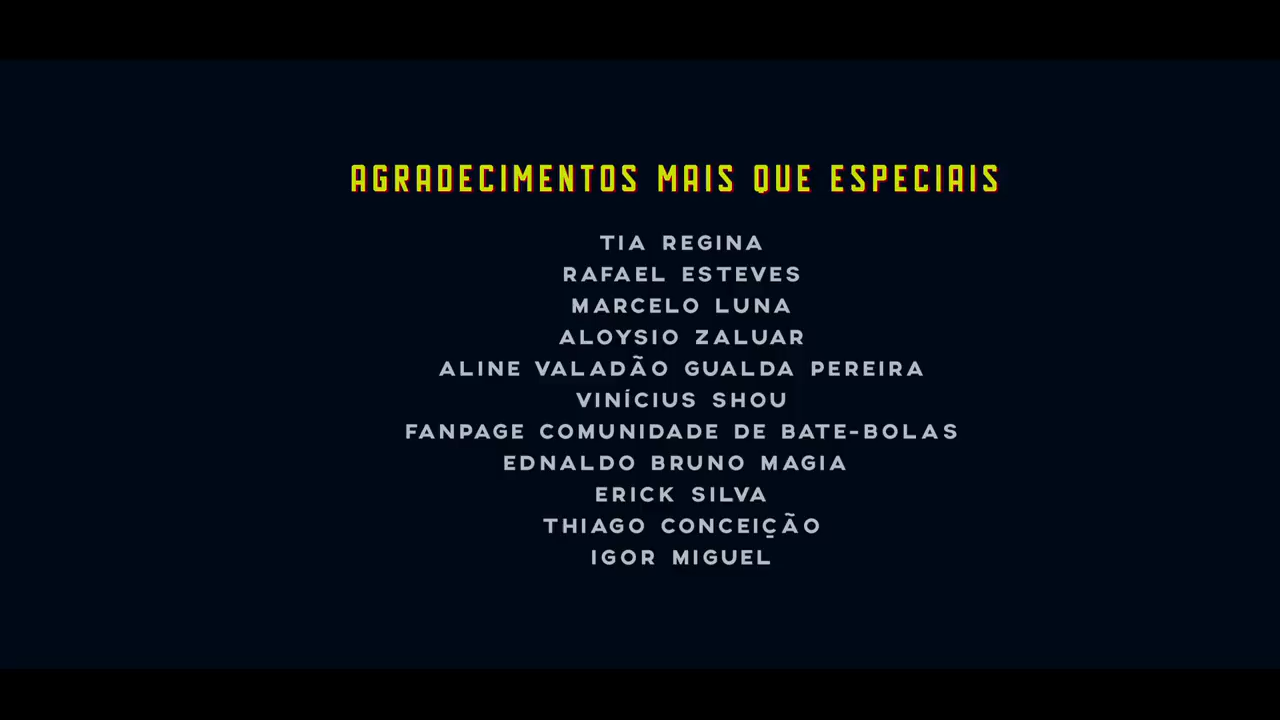 AGRADECIMENTOS MAIS QUE ESPECIAIS
TIA REGINA
RAFAEL ESTEVES
MARCELO LUNA
ALOYSIO ZALUAR
ALINE VALADÃO GUALDA PEREIRA
VINÍCIUS SHOU
FANPAGE COMUNIDADE DE BATE-BOLAS
EDNALDO BRUNO MAGIA
ERICK SILVA
THIAGO CONCEIÇÃO
IGOR MIGUEL